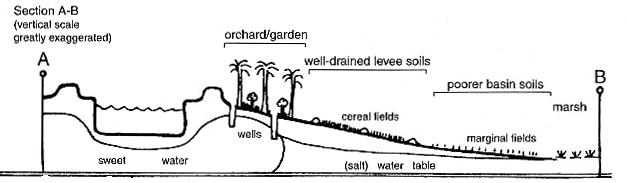 Section A-B
(vertical scale
greatly exaggerated)
orchard/garden
well-drained levee soils
A
B
poorer basin soils
marsh
cereal fields
wells
marginal fields
sweet water
(salt) water table